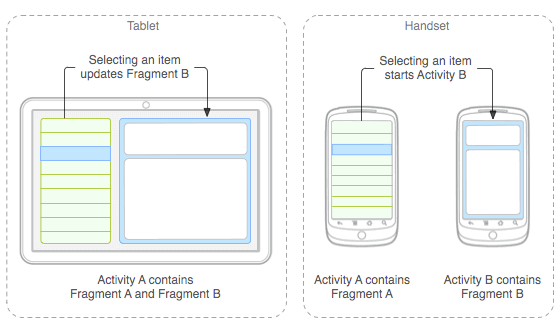 Tablet
Selecting an item
updates Fragment B
Activity A contains
Fragment A and Fragment B
Handset
Selecting an item
starts Activity B
Activity A contains
Fragment A
Activity B contains
Fragment B